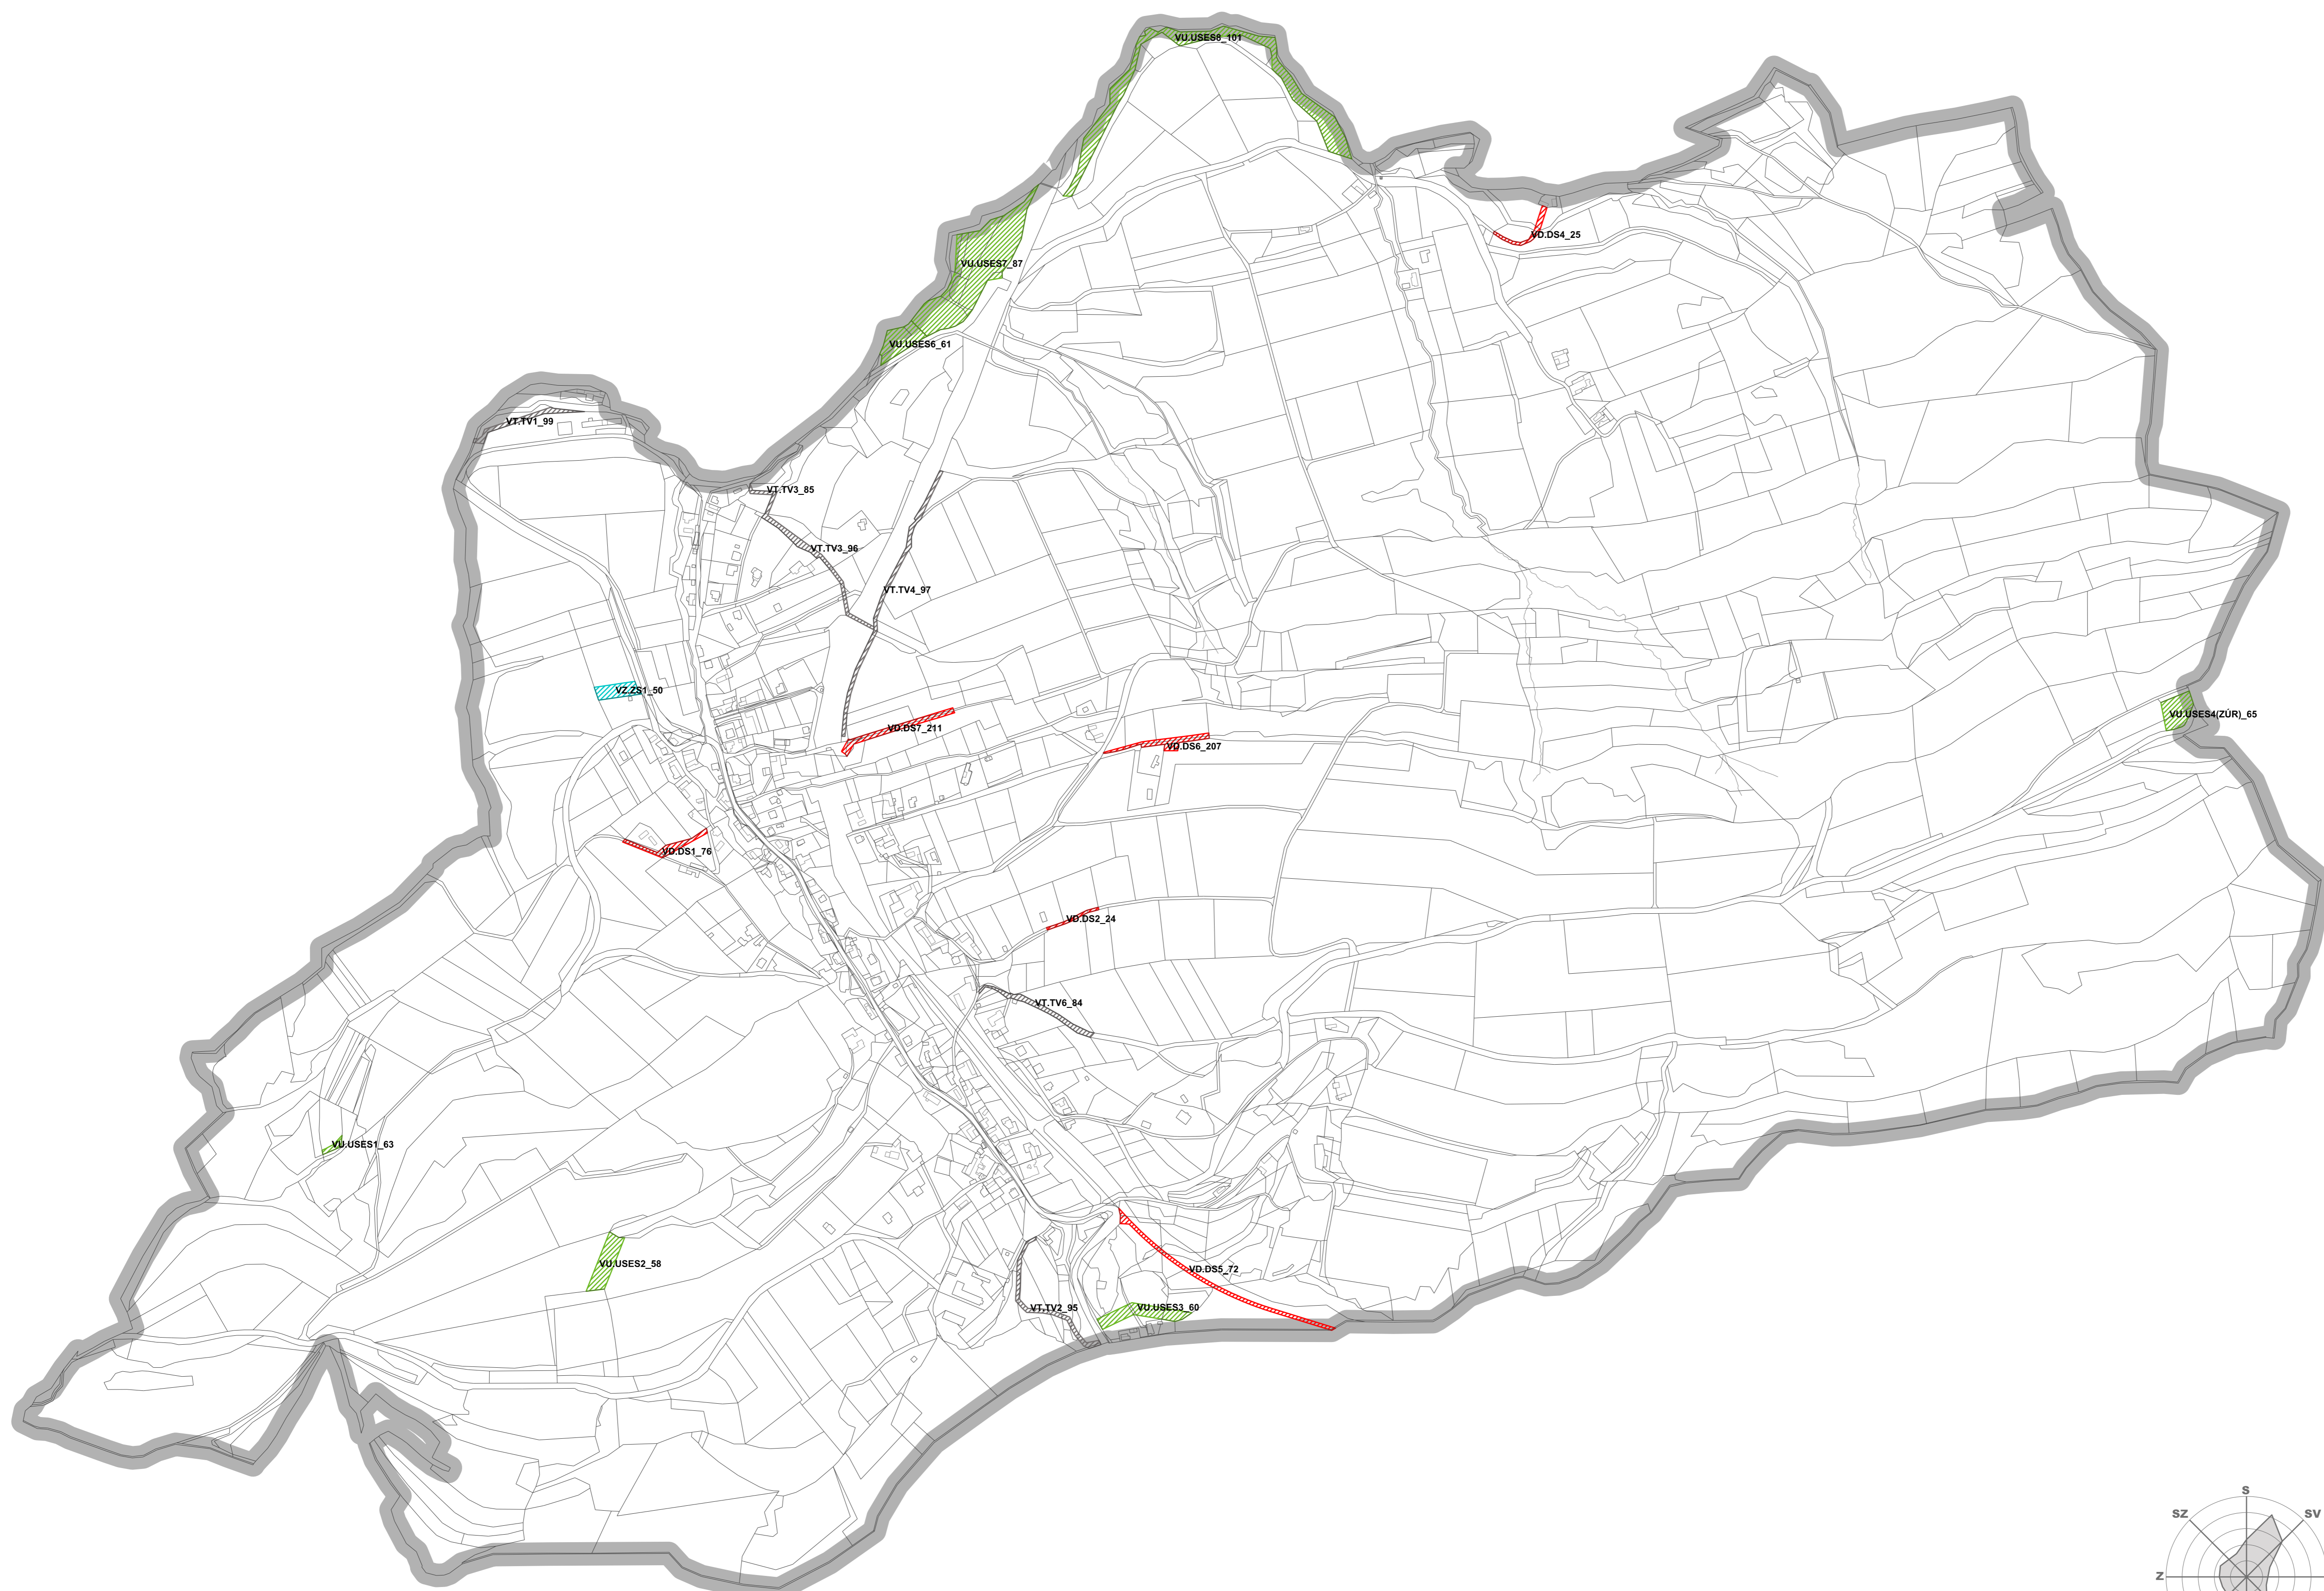 VU.USES8_101
VD.DS4_25
VU.USES7_87
VU.USES6_61
VT.TV1_99
VT.TV3_85
VT.TV3_96
VT.TV4_97
VZ.ZS1_50
VU.USES4(ZÚR)_65
VD.DS7_211
VD.DS6_207
VD.DS1_76
VD.DS2_24
VT.TV6_84
VU.USES1_63
VU.USES2_58
VD.DS5_72
VT.TV2_95
VU.USES3_60
S
SZ
SV
Z